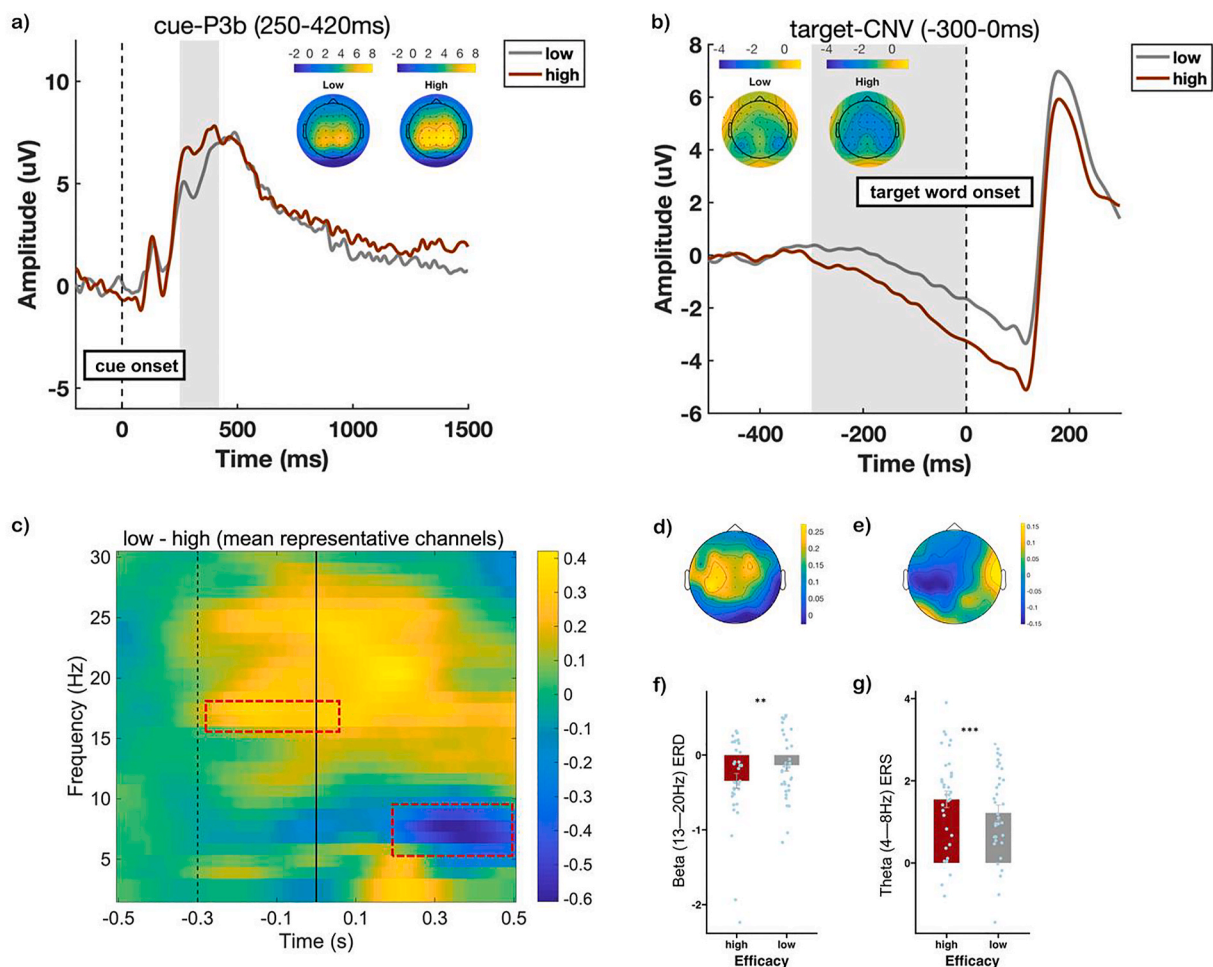 a)
cue-P3b (250-420ms)
-2 0 2 4 6 8
-2 0 2 4 6 8
Low
High
low
high
10
5
0
-5
Amplitude (uV)
cue onset
0
500
1000
1500
Time (ms)
b)
target-CNV (-300-0ms)
-4 -2 0
-4 -2 0
Low
High
low
high
8
6
4
2
0
-2
-4
-6
Amplitude (uV)
target word onset
-400
-200
0
200
Time (ms)
c)
low - high (mean representative channels)
30
25
20
15
10
5
Frequency (Hz)
-0.5
-0.3
-0.1
0.1
0.3
0.5
Time (s)
0.4
0.3
0.2
0.1
0
-0.1
-0.2
-0.3
-0.4
-0.5
-0.6
d)
0.25
0.2
0.15
0.1
0.05
0
e)
0.15
0.1
0.05
0
-0.05
-0.1
-0.15
f)
**
0
-1
-2
Beta (13—20Hz) ERD
high
low
Efficacy
g)
***
4
2
0
Theta (4—8Hz) ERS
high
low
Efficacy